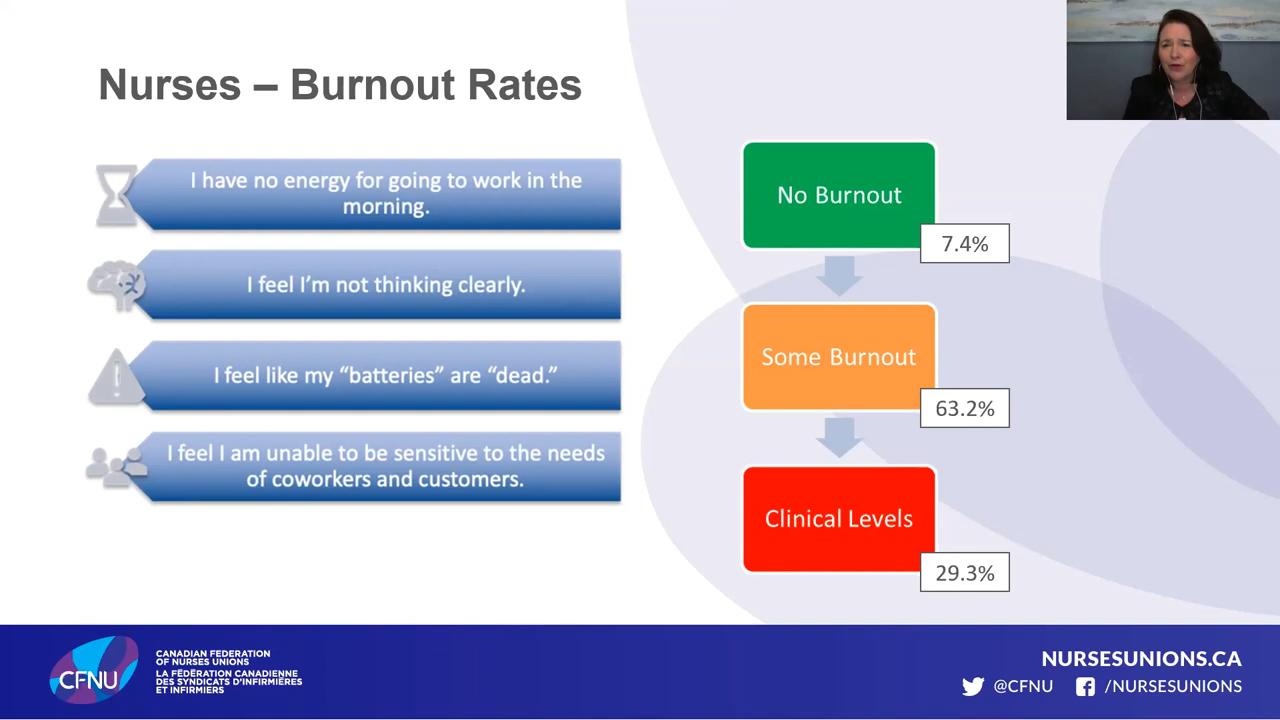 Nurses – Burnout Rates
I have no energy for going to work in the
morning.
I feel I’m not thinking clearly.
I feel like my “batteries” are “dead.”
I feel I am unable to be sensitive to the needs
of coworkers and customers.
No Burnout
7.4%
Some Burnout
63.2%
Clinical Levels
29.3%
CFNU
CANADIAN FEDERATION
OF NURSES UNIONS
LA FÉDÉRATION CANADIENNE
DES SYNDICATS D’INFIRMIÈRES
ET INFIRMIERS
NURSESUNIONS.CA
@CFNU /NURSESUNIONS